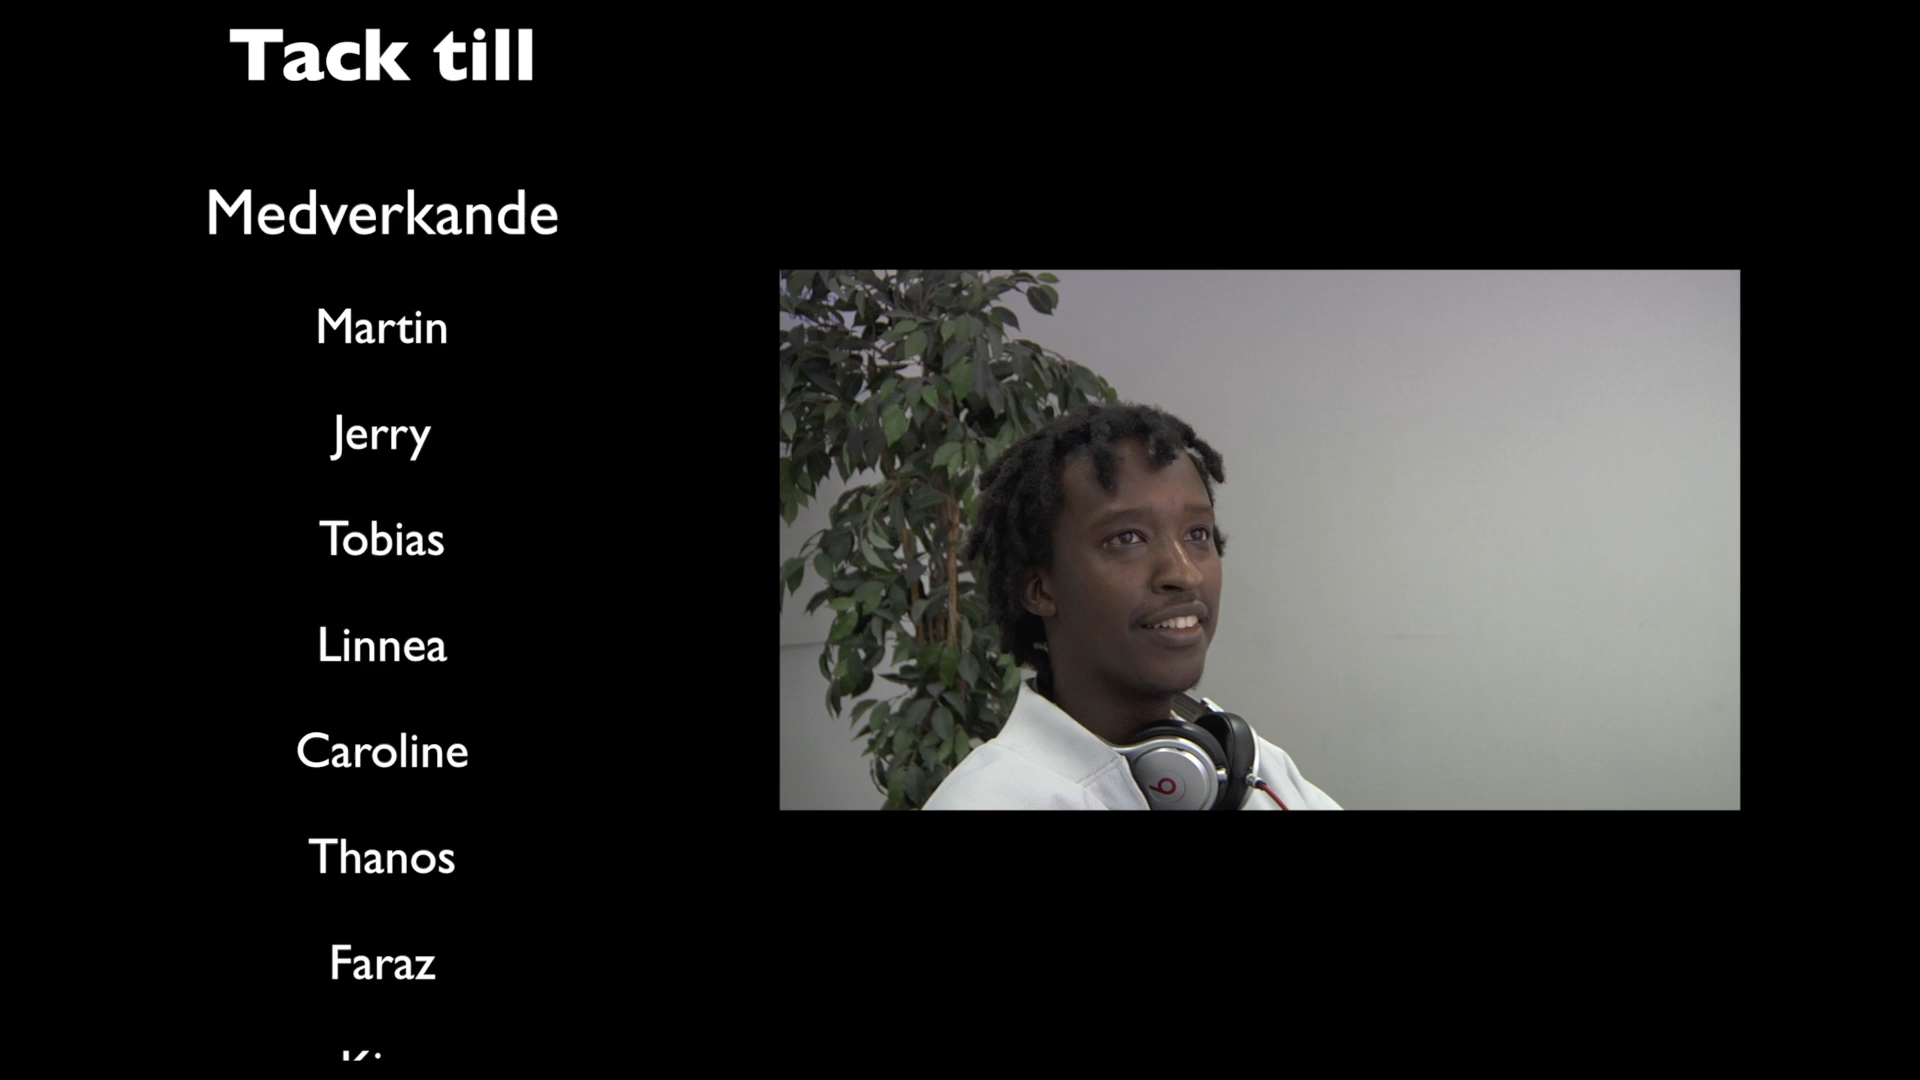 Tack till
Medverkande
Martin
Jerry
Tobias
Linnea
Caroline
Thanos
Faraz